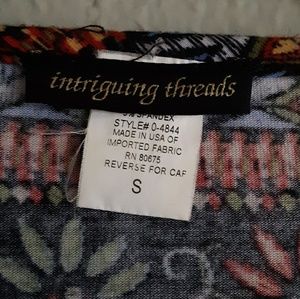 intriguing threads
SPANDEX
STYLE# 0-4844
MADE IN USA OF
IMPORTED FABRIC
RN 80675
REVERSE FOR CAR
S